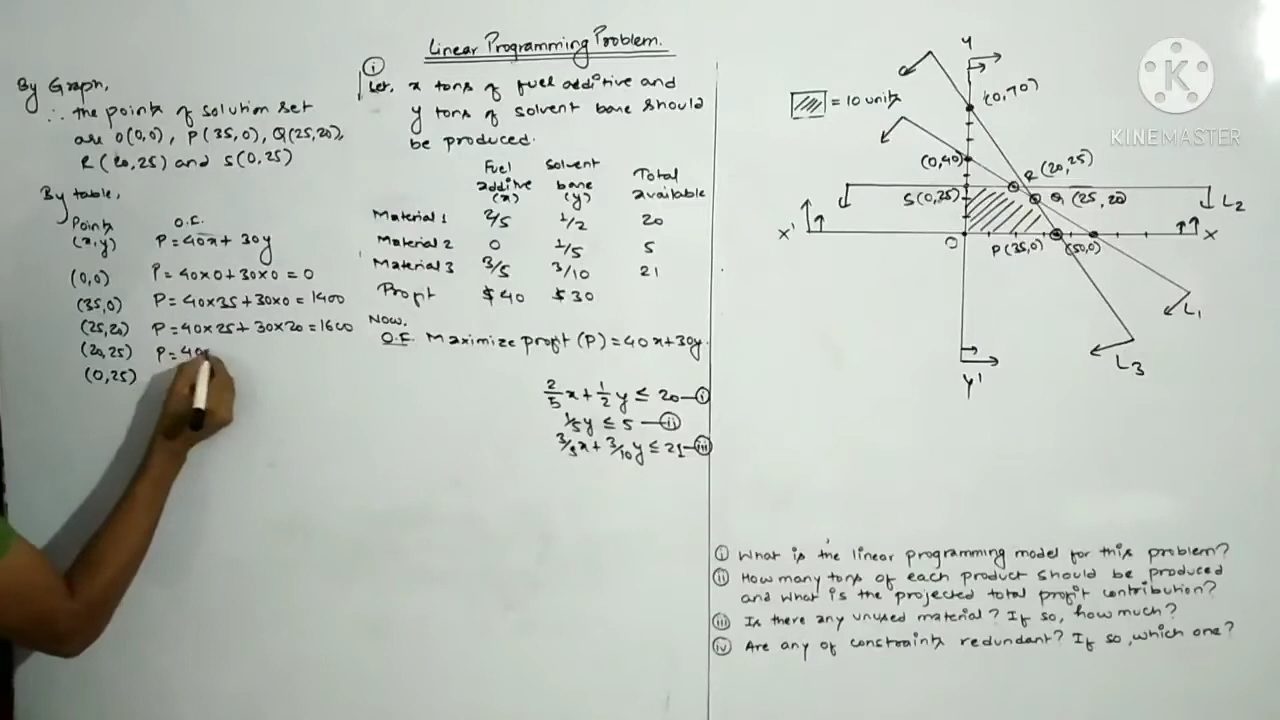 Linear Programming Problem.
By Graph,
∴ the points of solution set
are O(0,0), P(35,0), Q(25,20),
R(20,25) and S(0,25)
By table,
Points (x,y) O.F. P=40x+30y
(0,0) P=40×0+30×0=0
(35,0) P=40×35+30×0=1400
(25,20) P=40×25+30×20=1600
(20,25) P=40
(0,25)
①
Let, x tons of fuel additive and
y tons of solvent base should
be produced.
Fuel additive (x) Solvent base (y) Total available
Material 1 2/5 1/2 20
Material 2 0 1/5 5
Material 3 3/5 3/10 21
Profit $40 $30
Now,
O.F. Maximize profit (P)=40x+30y.
2/5x+1/2y≤20—ⓘ
1/5y≤5—ⓘⓘ
3/5x+3/10y≤21—ⓘⓘⓘ
= 10 units
Y
(0,70)
(0,40)
R(20,25)
S(0,25)
Q(25,20)
L2
X'
O
P(35,0)
(50,0)
X
L1
L3
Y'
ⓘ What is the linear programming model for this problem?
ⓘⓘ How many tons of each product should be produced
and what is the projected total profit contribution?
ⓘⓘⓘ Is there any unused material? If so, how much?
ⓘⓥ Are any of constraints redundant? If so, which one?
K
KINEMASTER